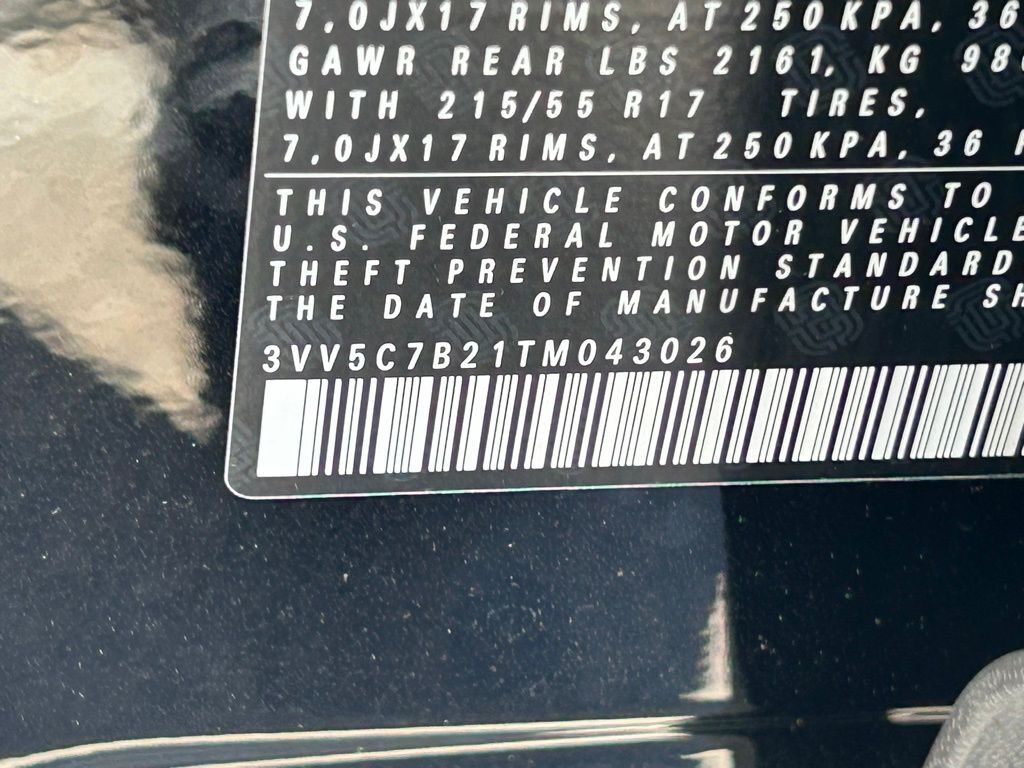 7,0JX17 RIMS, AT 250 KPA, 36
GAWR REAR LBS 2161, KG 98
WITH 215/55 R17 TIRES,
7,0JX17 RIMS, AT 250 KPA, 36
THIS VEHICLE CONFORMS TO
U.S. FEDERAL MOTOR VEHICLE
THEFT PREVENTION STANDARD
THE DATE OF MANUFACTURE SH
3VV5C7B21TM043026